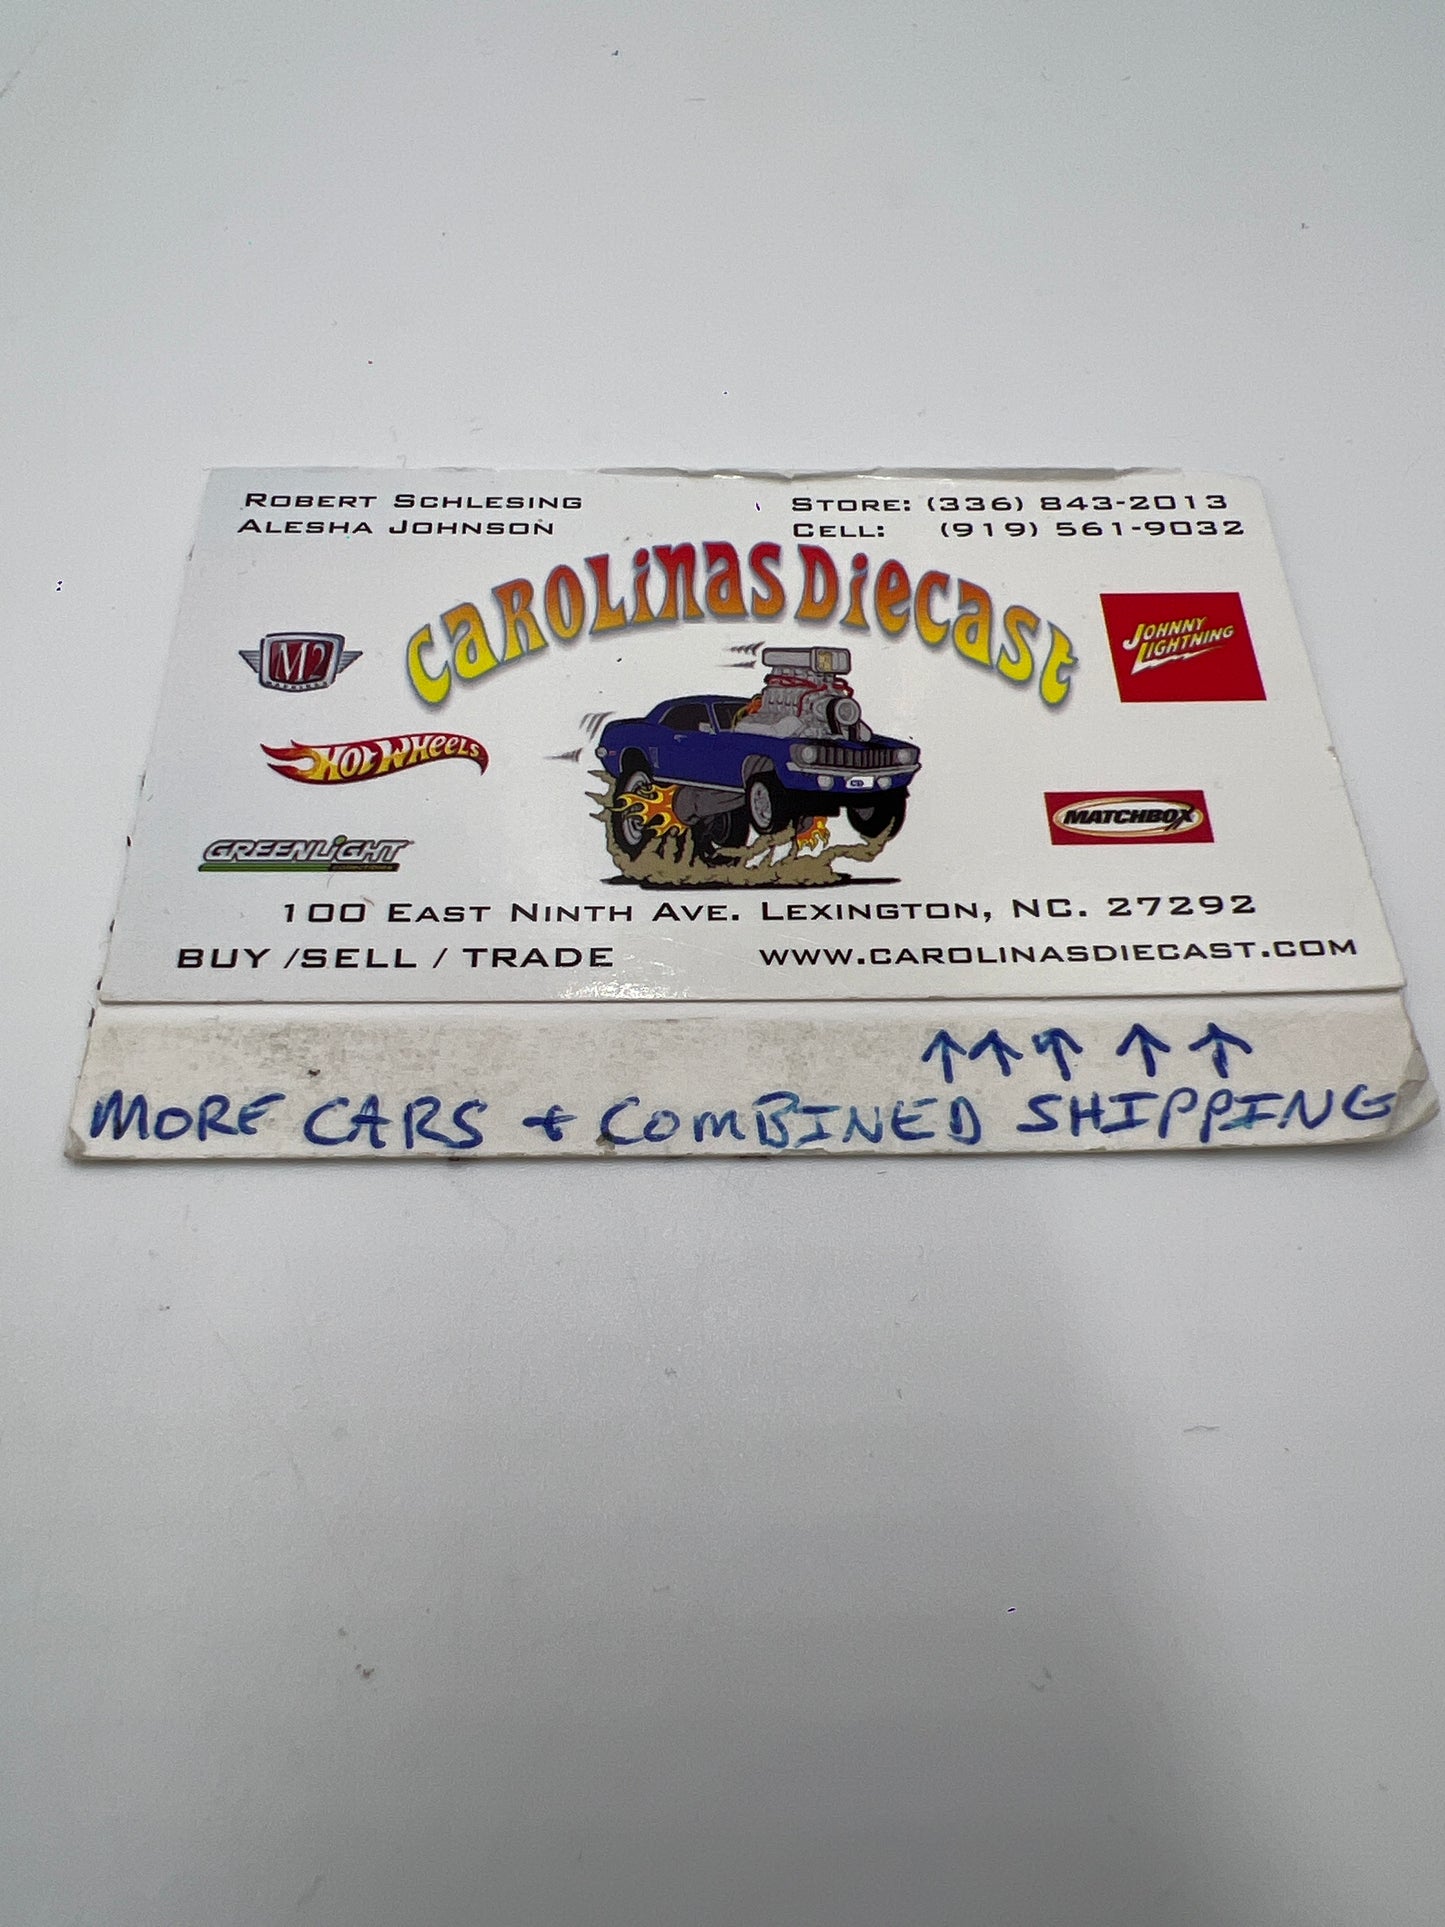 ROBERT SCHLESING
ALESHA JOHNSON
STORE: (336) 843-2013
CELL: (919) 561-9032
CAROLINAS DIECAST
M2
HOT WHEELS
GREENLIGHT
JOHNNY LIGHTNING
MATCHBOX
100 EAST NINTH AVE. LEXINGTON, NC. 27292
BUY /SELL / TRADE
WWW.CAROLINASDIECAST.COM
↑↑↑ ↑ ↑
MORE CARS + COMBINED SHIPPING